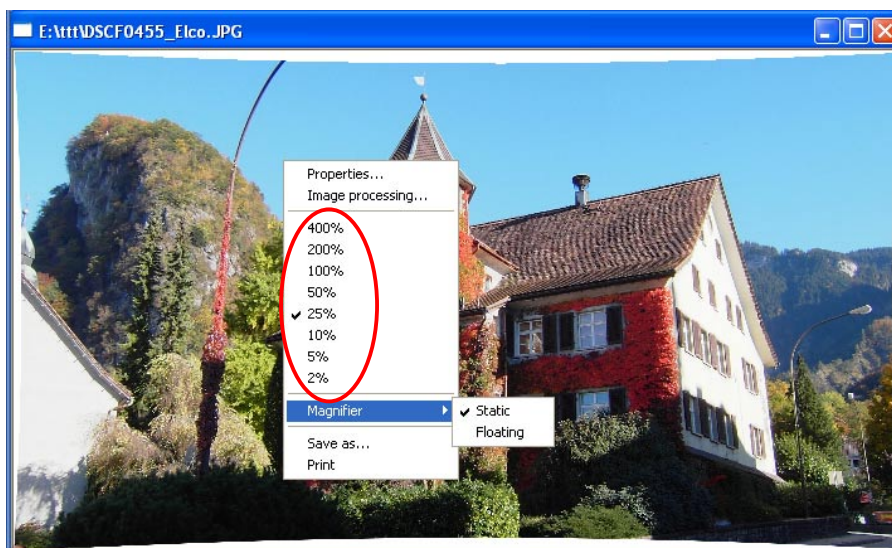 E:\ttt\DSCF0455_Elco.JPG
Properties...
Image processing...
400%
200%
100%
50%
25%
10%
5%
2%
Magnifier
Static
Floating
Save as...
Print